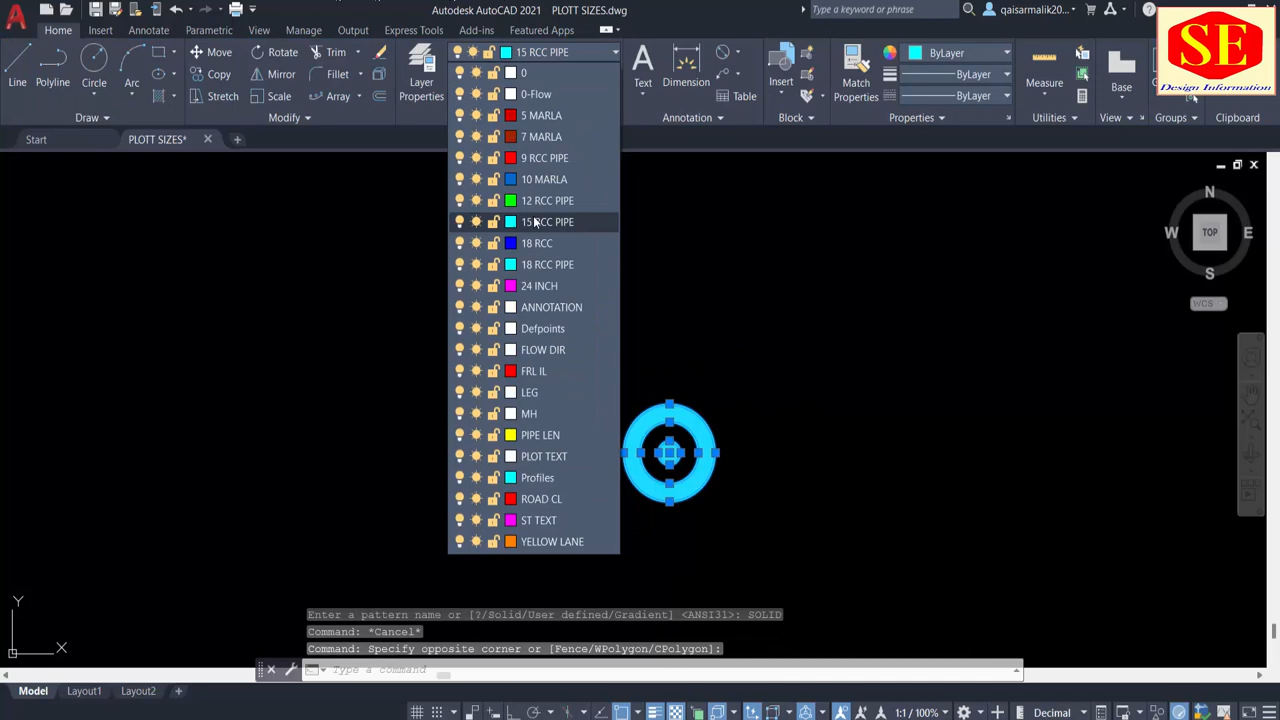 Autodesk AutoCAD 2021 PLOTT SIZES.dwg
Type a keyword or phrase
qaisarmalik20...
Home Insert Annotate Parametric View Manage Output Add-ins Express Tools Featured Apps
SE
Design Information
Line
Polyline
Circle
Arc
Move
Rotate
Trim
Copy
Mirror
Fillet
Stretch
Scale
Layer
Properties
15 RCC PIPE
Text
Dimension
Table
Insert
Match
Properties
ByLayer
ByLayer
ByLayer
Measure
Base
Draw
Modify
Annotation
Properties
Utilities
View
Groups
Clipboard
Start
PLOTT SIZES*
0
0-Flow
5 MARLA
7 MARLA
9 RCC PIPE
10 MARLA
12 RCC PIPE
15 RCC PIPE
18 RCC
18 RCC PIPE
24 INCH
ANNOTATION
Defpoints
FLOW DIR
FRL IL
LEG
MH
PIPE LEN
PLOT TEXT
Profiles
ROAD CL
ST TEXT
YELLOW LANE
N
W TOP E
S
WCS
Y
X
Enter a pattern name or [?/Solid/User defined/Gradient] <ANSI31>: SOLID
Command: *Cancel*
Command: Specify opposite corner or [Fence/WPolygon/CPolygon]:
Type a command
Model Layout1 Layout2
1:1 / 100%
Decimal